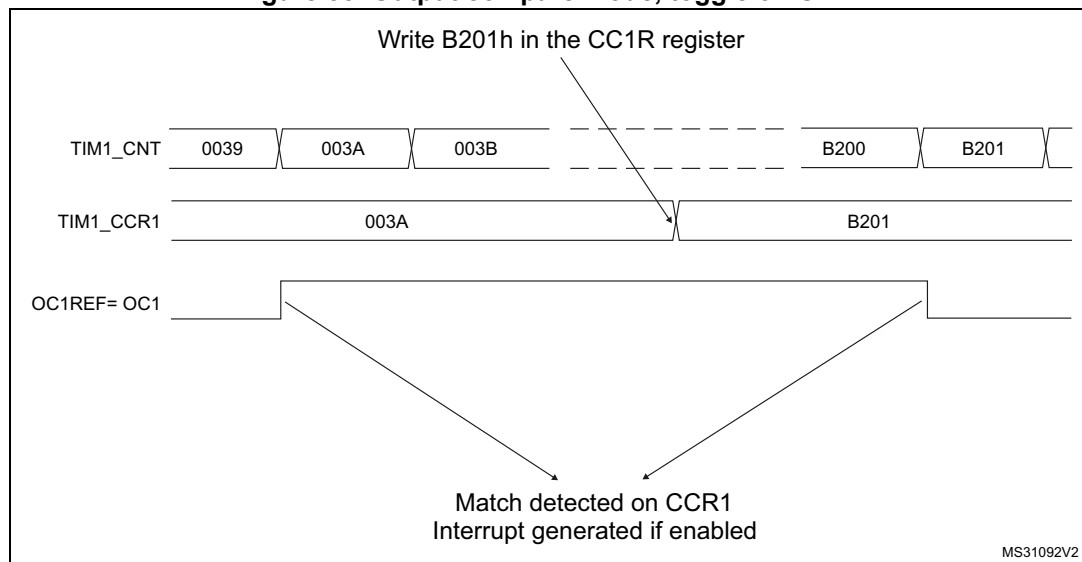 Write B201h in the CC1R register
TIM1_CNT 0039 003A 003B B200 B201
TIM1_CCR1 003A B201
OC1REF= OC1
Match detected on CCR1
Interrupt generated if enabled
MS31092V2